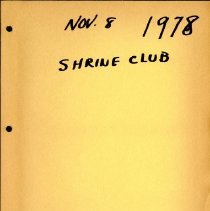 NOV. 8 1978
SHRINE CLUB